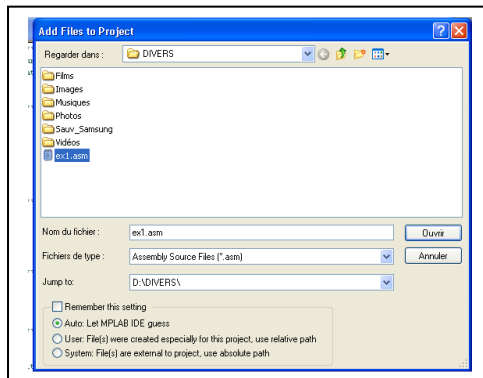 Add Files to Project
Regarder dans :
DIVERS
Films
Images
Musiques
Photos
Sauv_Samsung
Vidéos
ex1.asm
Nom du fichier :
ex1.asm
Ouvrir
Fichiers de type :
Assembly Source Files (*.asm)
Annuler
Jump to:
D:\DIVERS\
Remember this setting
Auto: Let MPLAB IDE guess
User: File(s) were created especially for this project, use relative path
System: File(s) are external to project, use absolute path